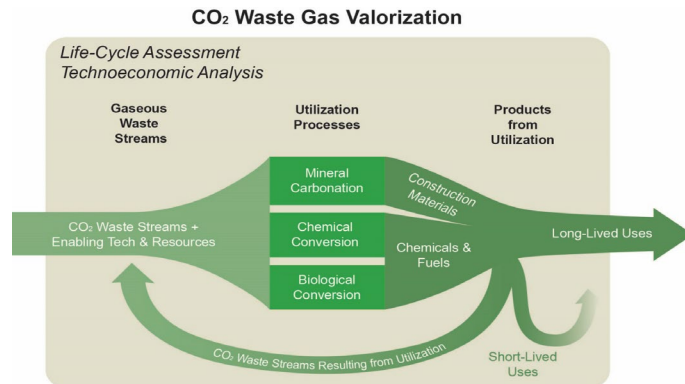 CO₂ Waste Gas Valorization
Life-Cycle Assessment
Technoeconomic Analysis
Gaseous
Waste
Streams
Utilization
Processes
Products
from
Utilization
CO₂ Waste Streams +
Enabling Tech & Resources
Mineral
Carbonation
Chemical
Conversion
Biological
Conversion
Construction
Materials
Chemicals &
Fuels
Long-Lived Uses
Short-Lived
Uses
CO₂ Waste Streams Resulting from Utilization